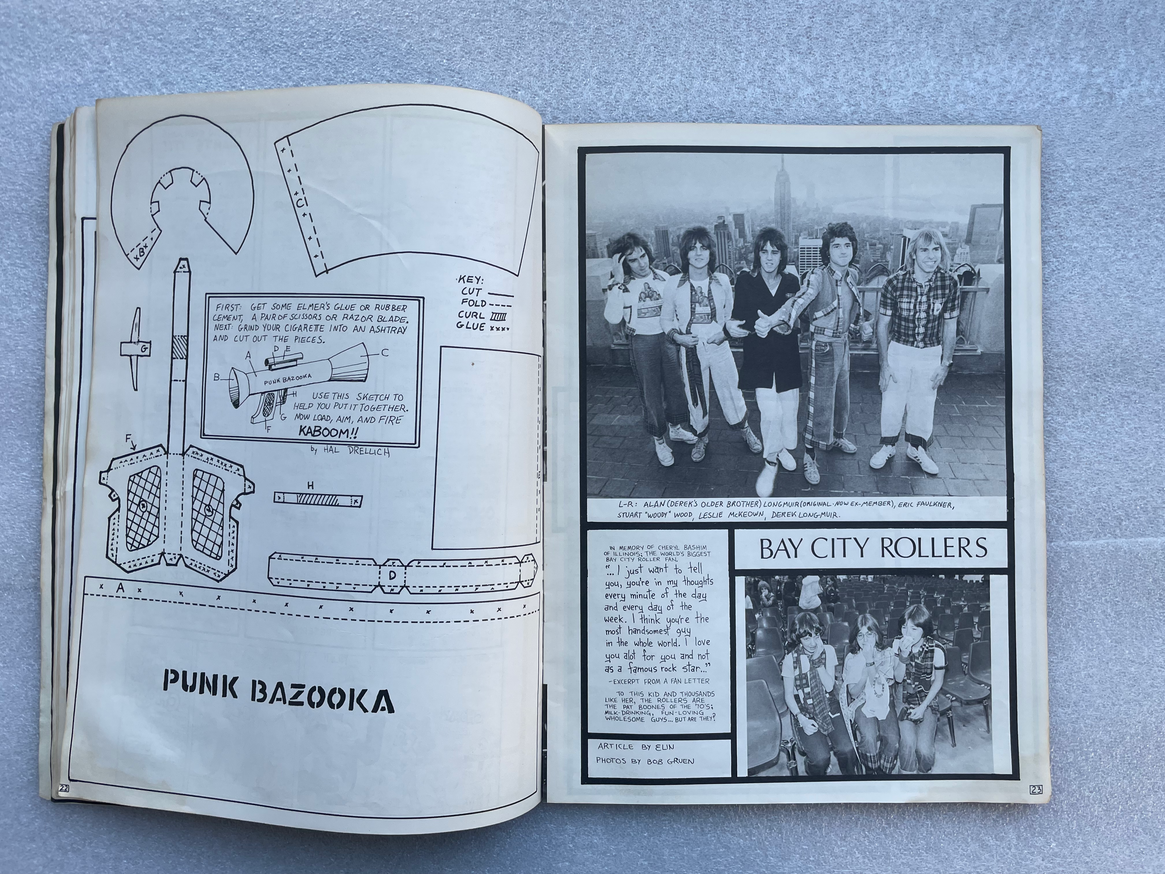 B
C
KEY:
CUT
FOLD
CURL
GLUE xxxx
FIRST: GET SOME ELMER'S GLUE OR RUBBER
CEMENT, A PAIR OF SCISSORS OR RAZOR BLADE.
NEXT: GRIND YOUR CIGARETTE INTO AN ASHTRAY
AND CUT OUT THE PIECES.
A
D E
C
B
PUNK BAZOOKA
H
G
F
USE THIS SKETCH TO
HELP YOU PUT IT TOGETHER.
NOW LOAD, AIM, AND FIRE
KABOOM!!
by HAL DRELLICH
G
F
H
D
A
PUNK BAZOOKA
22
L-R: ALAN (DEREK'S OLDER BROTHER) LONGMUIR (ORIGINAL-NOW EX-MEMBER), ERIC FAULKNER,
STUART "WOODY" WOOD, LESLIE McKEOWN, DEREK LONGMUIR.
BAY CITY ROLLERS
IN MEMORY OF CHERYL BASHIM
OF ILLINOIS; THE WORLD'S BIGGEST
BAY CITY ROLLER FAN.
"...I just want to tell
you, you're in my thoughts
every minute of the day
and every day of the
week. I think you're the
most handsomest guy
in the whole world. I love
you alot for you and not
as a famous rock star..."
-EXCERPT FROM A FAN LETTER
TO THIS KID AND THOUSANDS
LIKE HER, THE ROLLERS ARE
THE PAT BOONES OF THE 70'S;
MILK-DRINKING, FUN-LOVING
WHOLESOME GUYS...BUT ARE THEY?
ARTICLE BY ELIN
PHOTOS BY BOB GRUEN
23